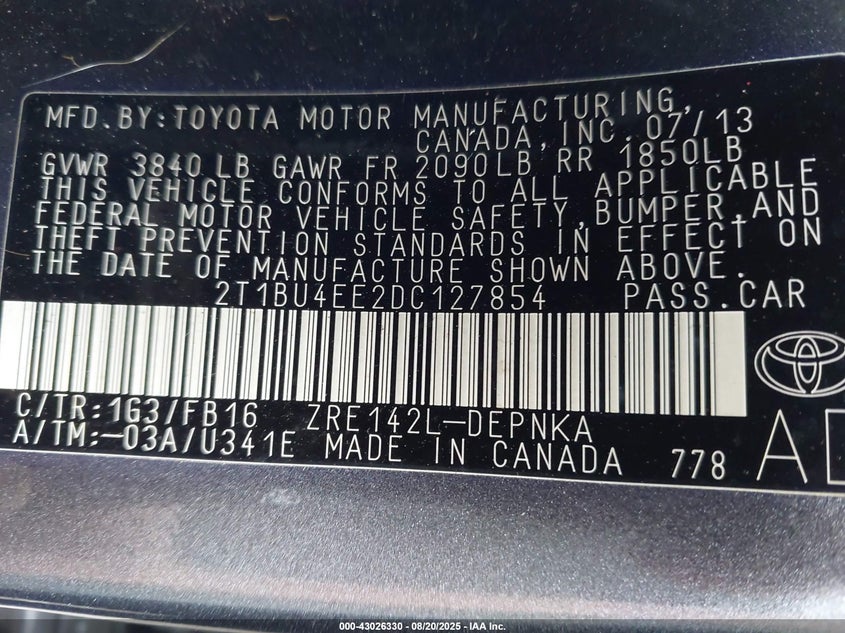 MFD. BY: TOYOTA MOTOR MANUFACTURING,
CANADA, INC. 07/13
GVWR 3840 LB GAWR FR 2090LB RR 1850LB
THIS VEHICLE CONFORMS TO ALL APPLICABLE
FEDERAL MOTOR VEHICLE SAFETY, BUMPER, AND
THEFT PREVENTION STANDARDS IN EFFECT ON
THE DATE OF MANUFACTURE SHOWN ABOVE.
2T1BU4EE2DC127854 PASS. CAR
C/TR: 1G3/FB16 ZRE142L-DEPNKA
A/TM: -03A/U341E MADE IN CANADA 778 A
000-43026330 - 08/20/2025 - IAA Inc.